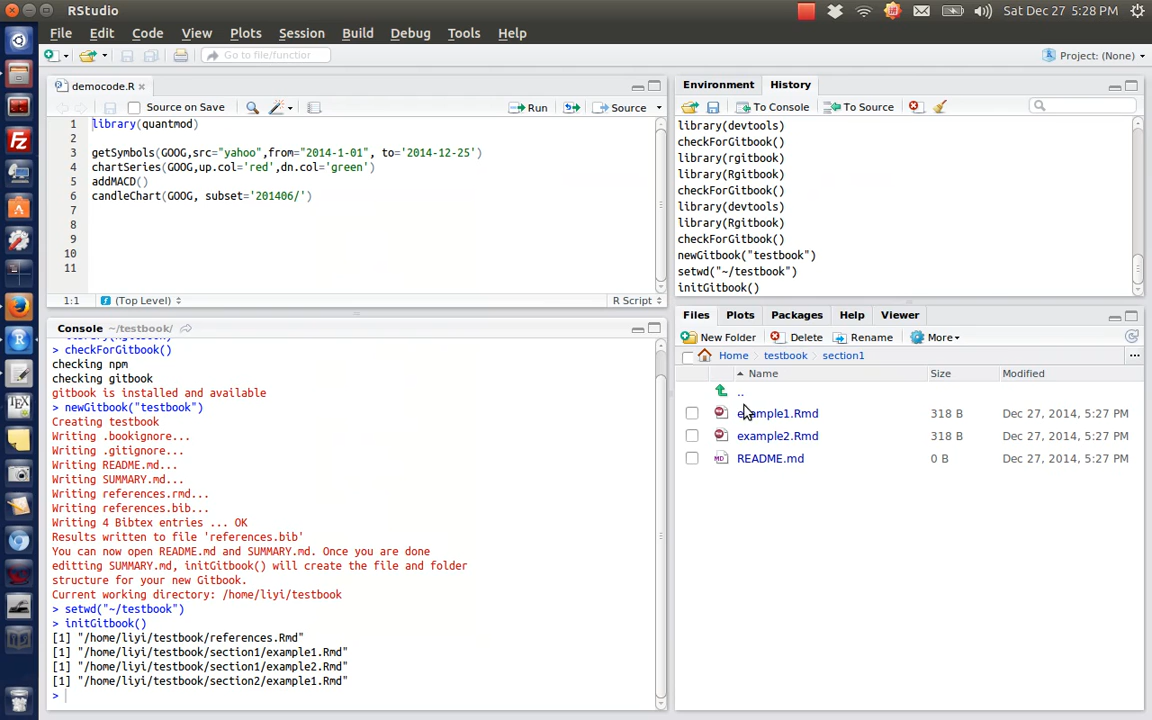 RStudio
Sat Dec 27 5:28 PM
File Edit Code View Plots Session Build Debug Tools Help
Go to file/function
Project: (None)
democode.R
Source on Save
Run
Source
1 library(quantmod)
2
3 getSymbols(GOOG,src="yahoo",from="2014-1-01", to='2014-12-25')
4 chartSeries(GOOG,up.col='red',dn.col='green')
5 addMACD()
6 candleChart(GOOG, subset='201406/')
7
8
9
10
11
1:1 (Top Level) R Script
Console ~/testbook/
> checkForGitbook()
checking npm
checking gitbook
gitbook is installed and available
> newGitbook("testbook")
Creating testbook
Writing .bookignore...
Writing .gitignore...
Writing README.md...
Writing SUMMARY.md...
Writing references.rmd...
Writing references.bib...
Writing 4 Bibtex entries ... OK
Results written to file 'references.bib'
You can now open README.md and SUMMARY.md. Once you are done
editting SUMMARY.md, initGitbook() will create the file and folder
structure for your new Gitbook.
Current working directory: /home/liyi/testbook
> setwd("~/testbook")
> initGitbook()
[1] "/home/liyi/testbook/references.Rmd"
[1] "/home/liyi/testbook/section1/example1.Rmd"
[1] "/home/liyi/testbook/section1/example2.Rmd"
[1] "/home/liyi/testbook/section2/example1.Rmd"
>
Environment History
To Console To Source
library(devtools)
checkForGitbook()
library(rgitbook)
library(Rgitbook)
checkForGitbook()
library(devtools)
library(Rgitbook)
checkForGitbook()
newGitbook("testbook")
setwd("~/testbook")
initGitbook()
Files Plots Packages Help Viewer
New Folder Delete Rename More
Home testbook section1 ...
Name Size Modified
..
example1.Rmd 318 B Dec 27, 2014, 5:27 PM
example2.Rmd 318 B Dec 27, 2014, 5:27 PM
README.md 0 B Dec 27, 2014, 5:27 PM